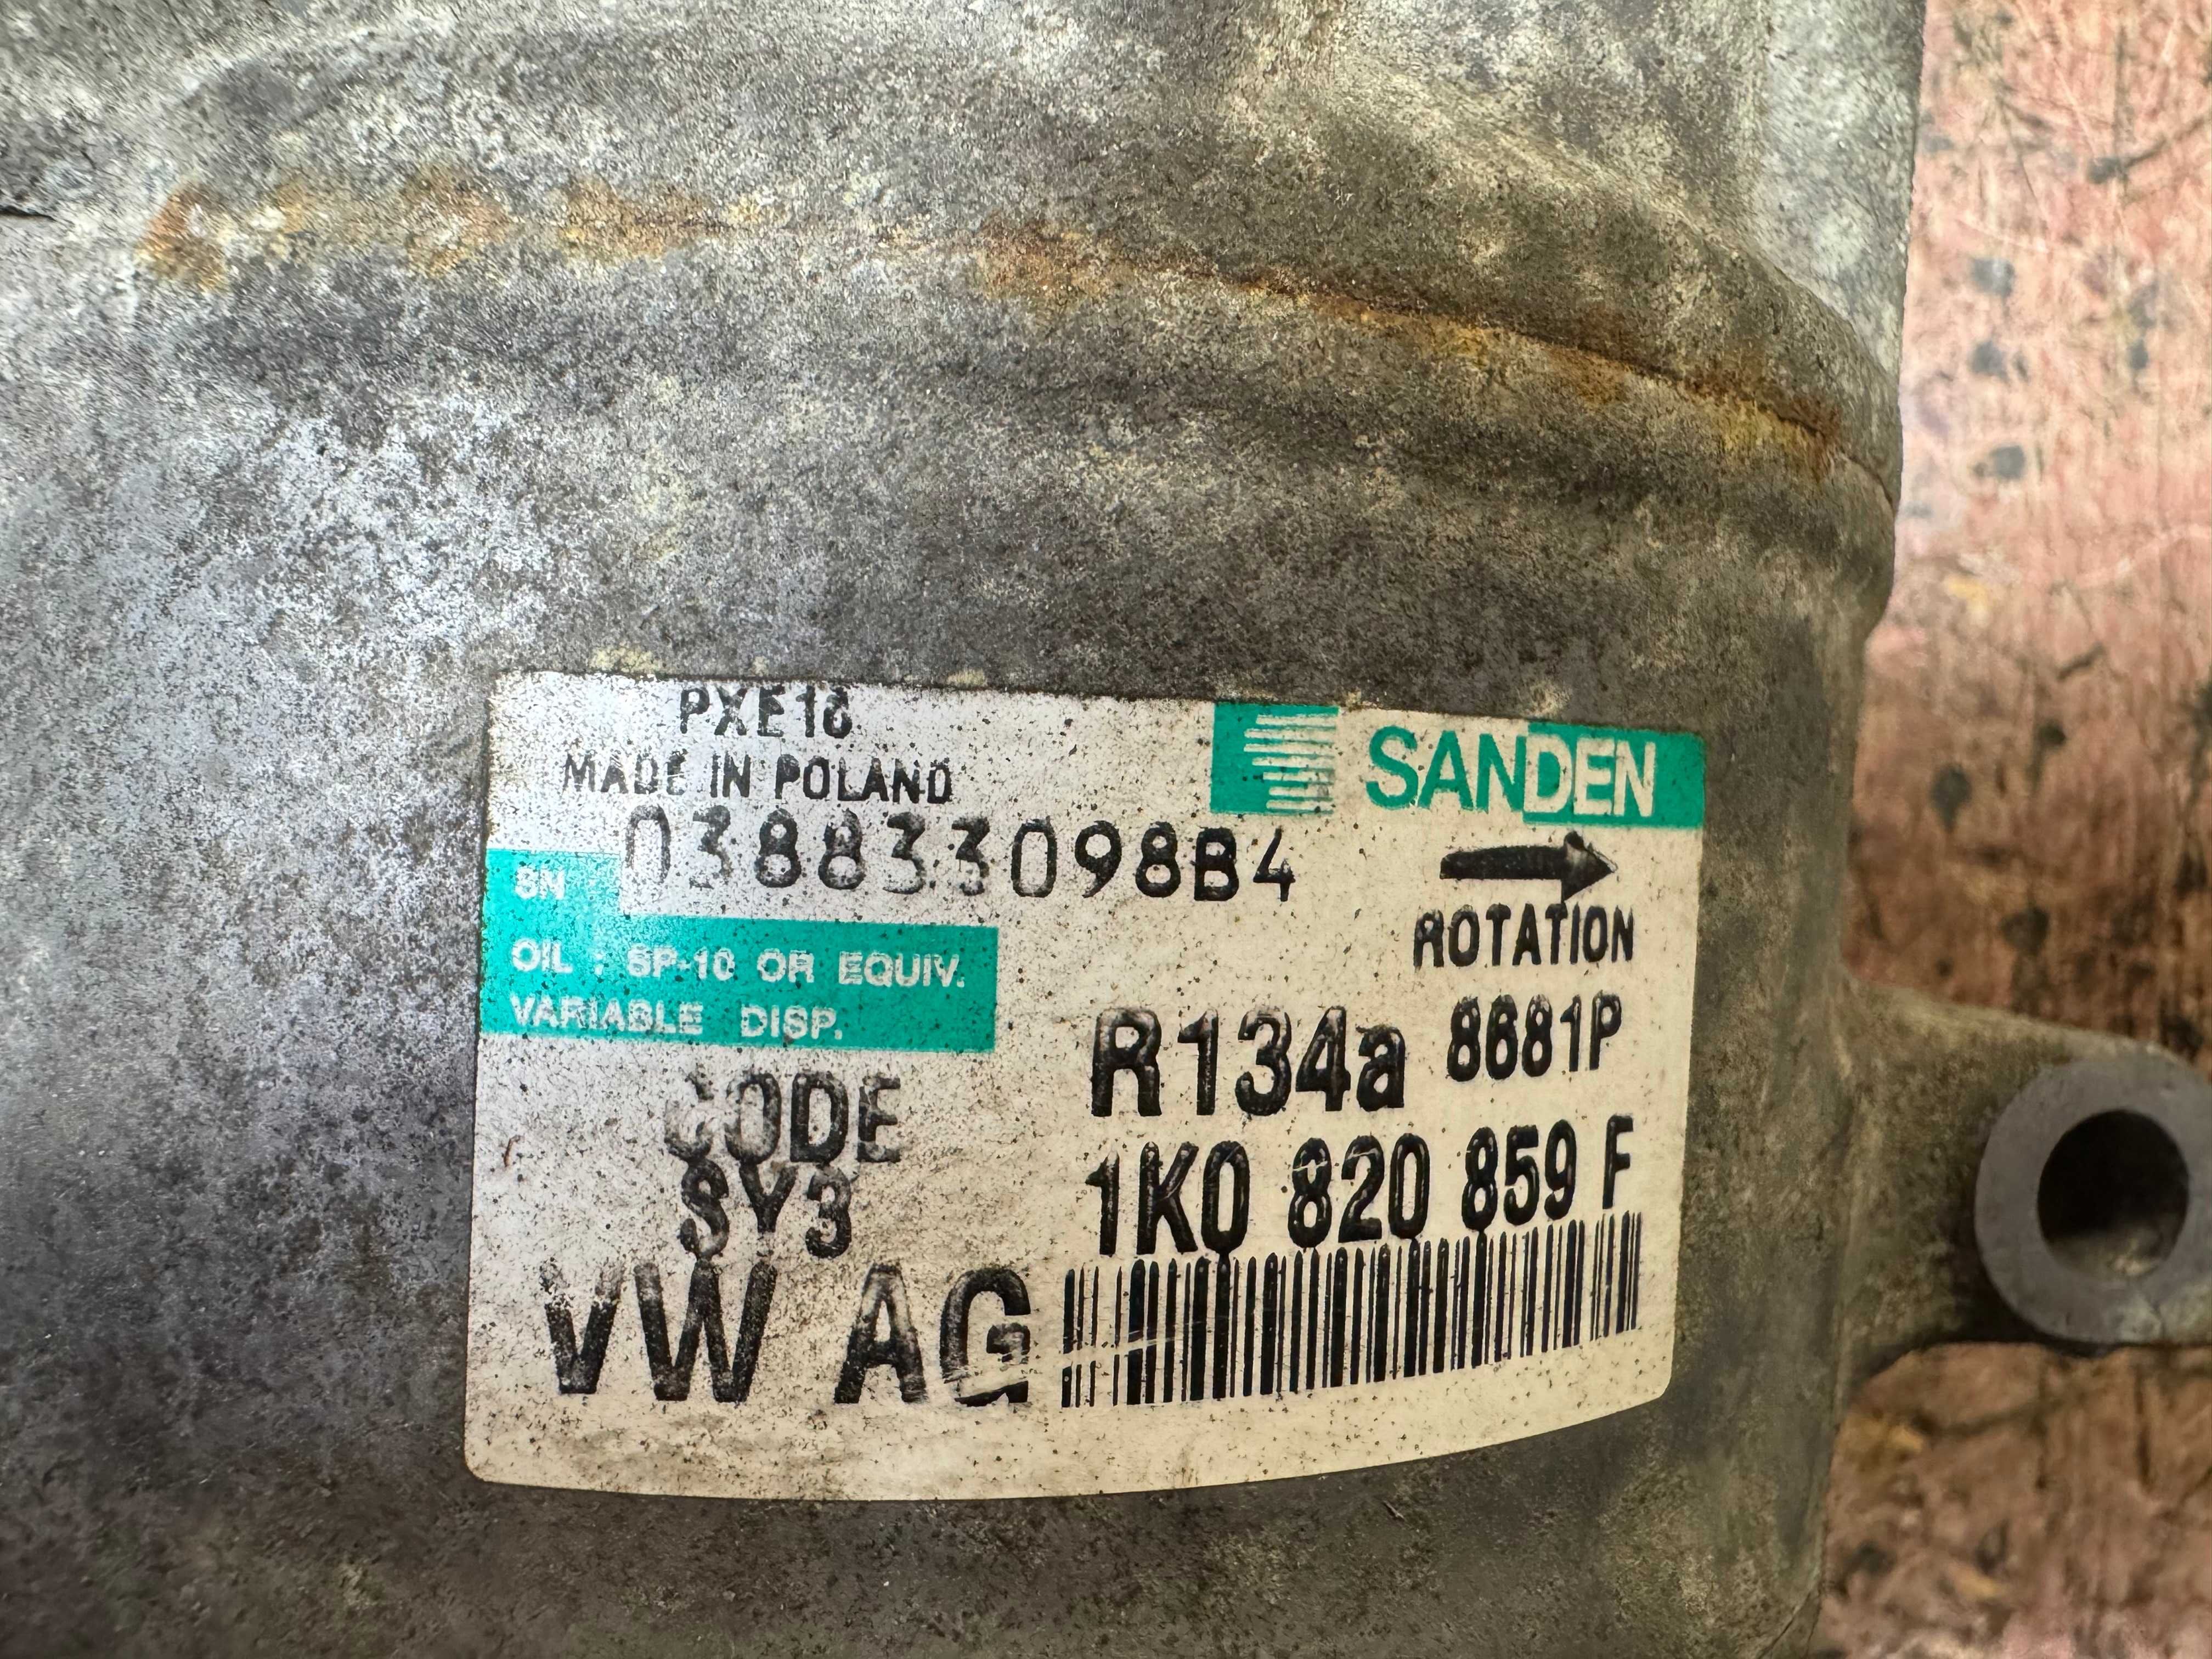 PXE16
MADE IN POLAND
SANDEN
SN 038833098B4
ROTATION
OIL : SP-10 OR EQUIV.
VARIABLE DISP.
R134a 8681P
CODE
SY3
1K0 820 859 F
VW AG